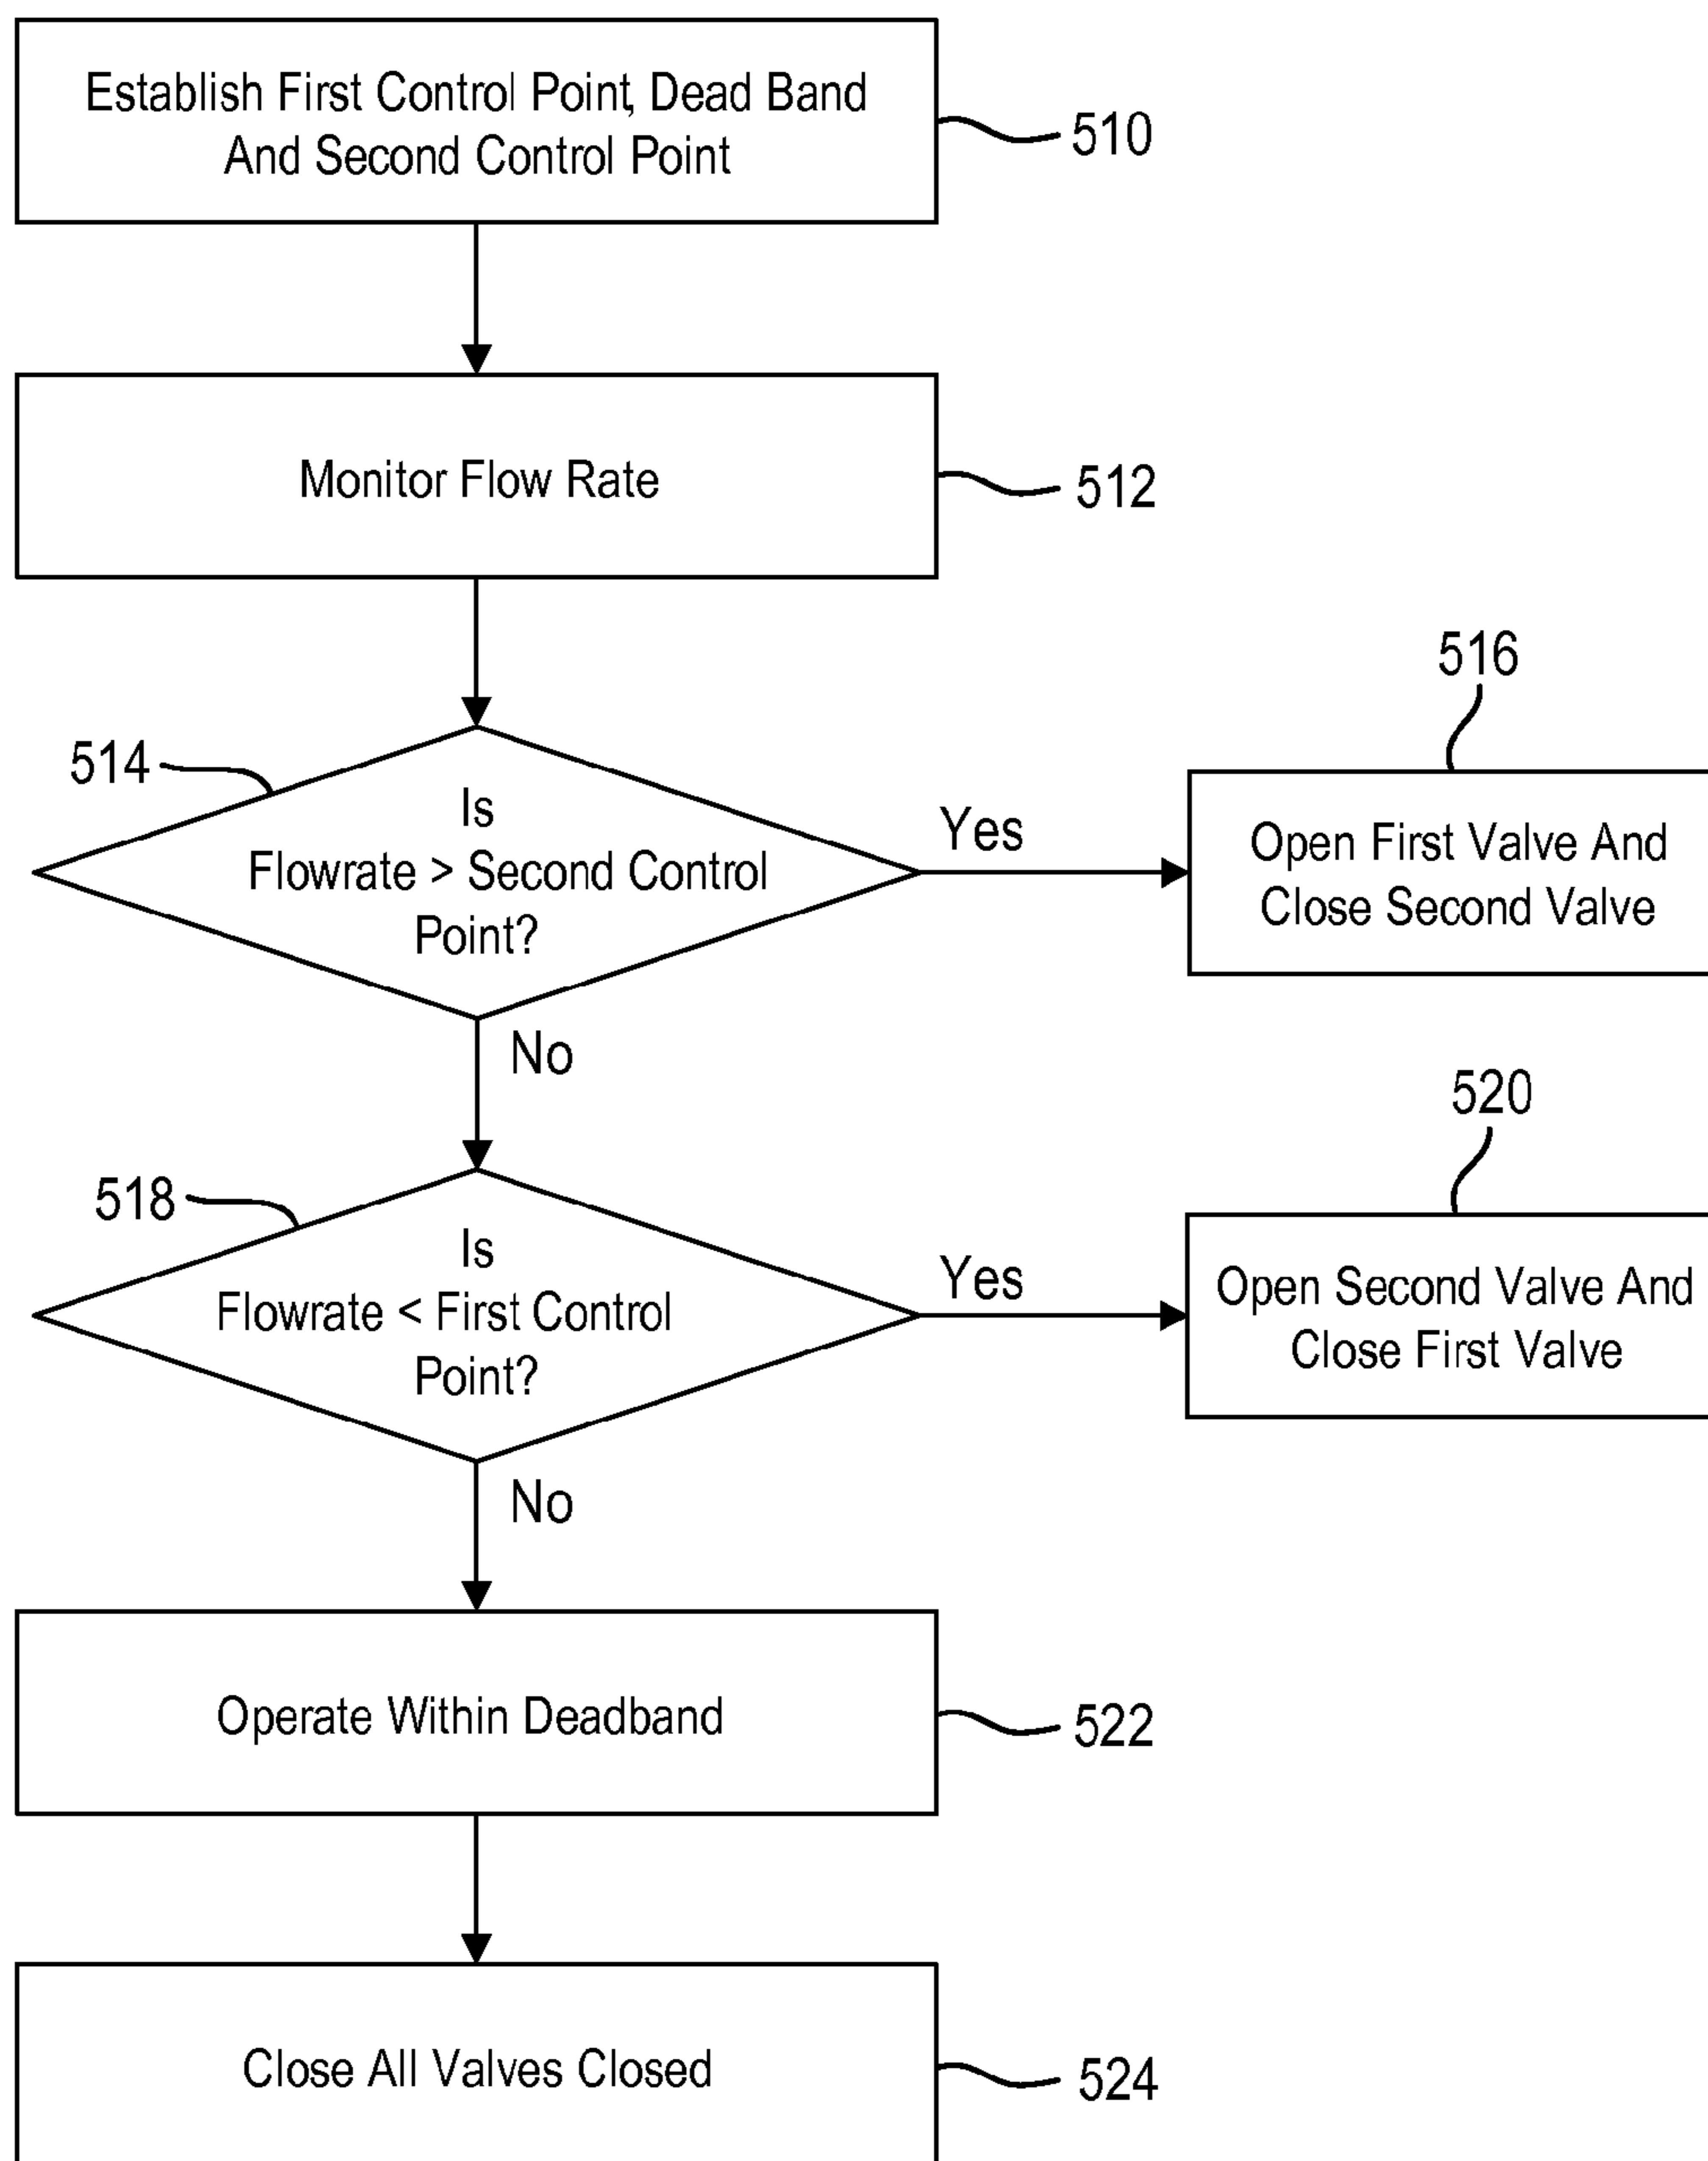 Establish First Control Point, Dead Band
And Second Control Point
510
Monitor Flow Rate
512
516
514
Is
Flowrate > Second Control
Point?
Yes
Open First Valve And
Close Second Valve
No
520
518
Is
Flowrate < First Control
Point?
Yes
Open Second Valve And
Close First Valve
No
Operate Within Deadband
522
Close All Valves Closed
524